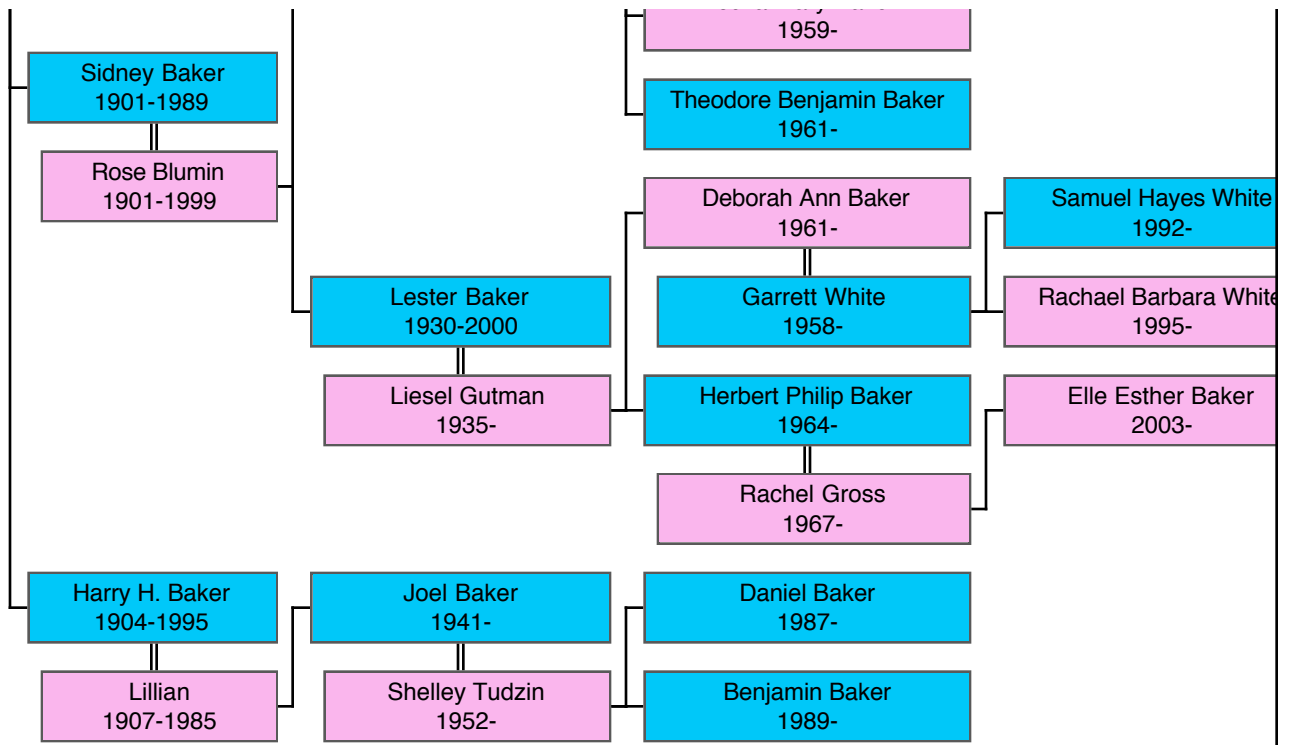 1959-
Theodore Benjamin Baker
1961-
Sidney Baker
1901-1989
Rose Blumin
1901-1999
Deborah Ann Baker
1961-
Garrett White
1958-
Samuel Hayes White
1992-
Rachael Barbara White
1995-
Lester Baker
1930-2000
Liesel Gutman
1935-
Herbert Philip Baker
1964-
Rachel Gross
1967-
Elle Esther Baker
2003-
Harry H. Baker
1904-1995
Lillian
1907-1985
Joel Baker
1941-
Shelley Tudzin
1952-
Daniel Baker
1987-
Benjamin Baker
1989-